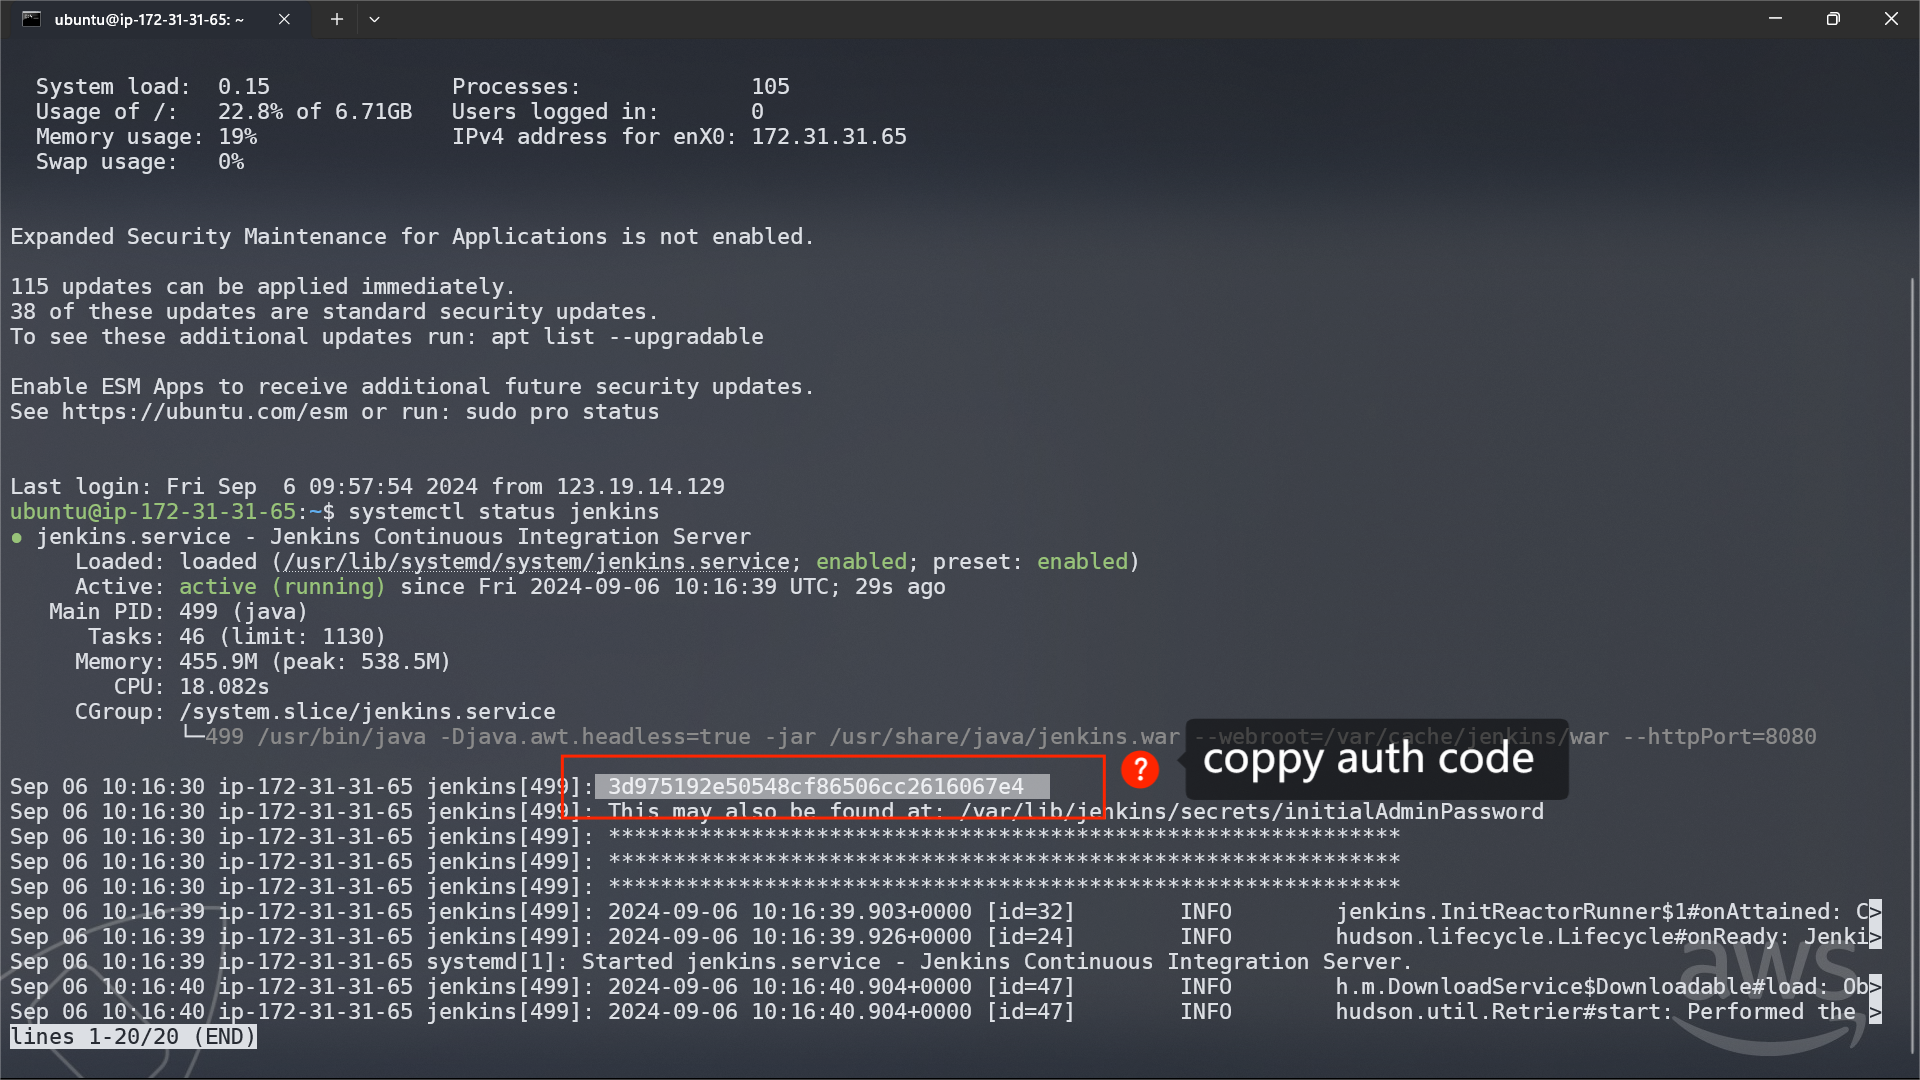 ubuntu@ip-172-31-31-65: ~
System load: 0.15 Processes: 105
Usage of /: 22.8% of 6.71GB Users logged in: 0
Memory usage: 19% IPv4 address for enX0: 172.31.31.65
Swap usage: 0%
Expanded Security Maintenance for Applications is not enabled.
115 updates can be applied immediately.
38 of these updates are standard security updates.
To see these additional updates run: apt list --upgradable
Enable ESM Apps to receive additional future security updates.
See https://ubuntu.com/esm or run: sudo pro status
Last login: Fri Sep  6 09:57:54 2024 from 123.19.14.129
ubuntu@ip-172-31-31-65:~$ systemctl status jenkins
● jenkins.service - Jenkins Continuous Integration Server
Loaded: loaded (/usr/lib/systemd/system/jenkins.service; enabled; preset: enabled)
Active: active (running) since Fri 2024-09-06 10:16:39 UTC; 29s ago
Main PID: 499 (java)
Tasks: 46 (limit: 1130)
Memory: 455.9M (peak: 538.5M)
CPU: 18.082s
CGroup: /system.slice/jenkins.service
└─499 /usr/bin/java -Djava.awt.headless=true -jar /usr/share/java/jenkins.war --webroot=/var/cache/jenkins/war --httpPort=8080
? coppy auth code
Sep 06 10:16:30 ip-172-31-31-65 jenkins[499]: 3d975192e50548cf86506cc2616067e4
Sep 06 10:16:30 ip-172-31-31-65 jenkins[499]: This may also be found at: /var/lib/jenkins/secrets/initialAdminPassword
Sep 06 10:16:30 ip-172-31-31-65 jenkins[499]: *************************************************************
Sep 06 10:16:30 ip-172-31-31-65 jenkins[499]: *************************************************************
Sep 06 10:16:30 ip-172-31-31-65 jenkins[499]: *************************************************************
Sep 06 10:16:39 ip-172-31-31-65 jenkins[499]: 2024-09-06 10:16:39.903+0000 [id=32] INFO jenkins.InitReactorRunner$1#onAttained: C>
Sep 06 10:16:39 ip-172-31-31-65 jenkins[499]: 2024-09-06 10:16:39.926+0000 [id=24] INFO hudson.lifecycle.Lifecycle#onReady: Jenki>
Sep 06 10:16:39 ip-172-31-31-65 systemd[1]: Started jenkins.service - Jenkins Continuous Integration Server.
Sep 06 10:16:40 ip-172-31-31-65 jenkins[499]: 2024-09-06 10:16:40.904+0000 [id=47] INFO h.m.DownloadService$Downloadable#load: Ob>
Sep 06 10:16:40 ip-172-31-31-65 jenkins[499]: 2024-09-06 10:16:40.904+0000 [id=47] INFO hudson.util.Retrier#start: Performed the >
lines 1-20/20 (END)
aws